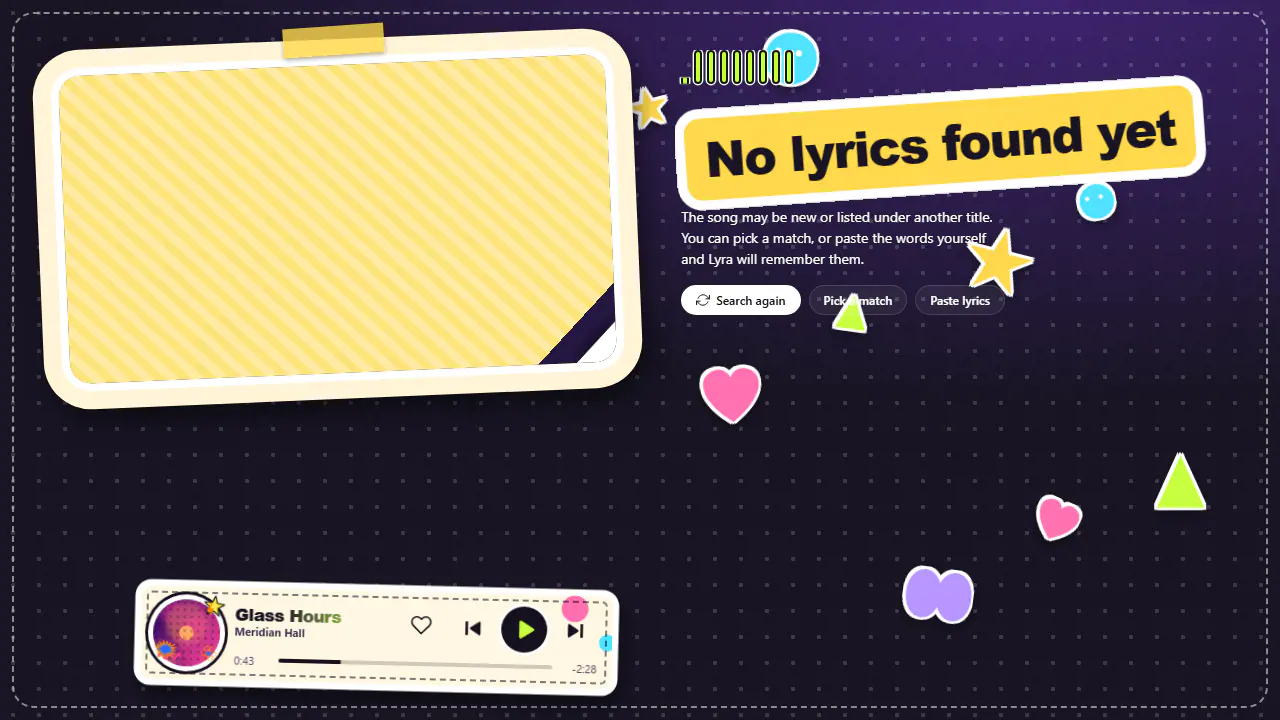 No lyrics found yet
The song may be new or listed under another title.
You can pick a match, or paste the words yourself
and Lyra will remember them.
Search again
Pick a match
Paste lyrics
Glass Hours
Meridian Hall
0:43
-2:28